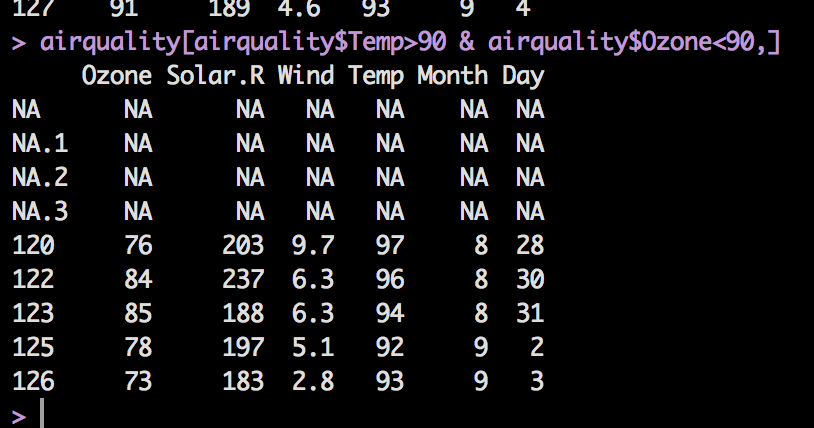 127 91 189 4.6 93 9 4
> airquality[airquality$Temp>90 & airquality$Ozone<90,]
Ozone Solar.R Wind Temp Month Day
NA NA NA NA NA NA NA
NA.1 NA NA NA NA NA NA
NA.2 NA NA NA NA NA NA
NA.3 NA NA NA NA NA NA
120 76 203 9.7 97 8 28
122 84 237 6.3 96 8 30
123 85 188 6.3 94 8 31
125 78 197 5.1 92 9 2
126 73 183 2.8 93 9 3
>